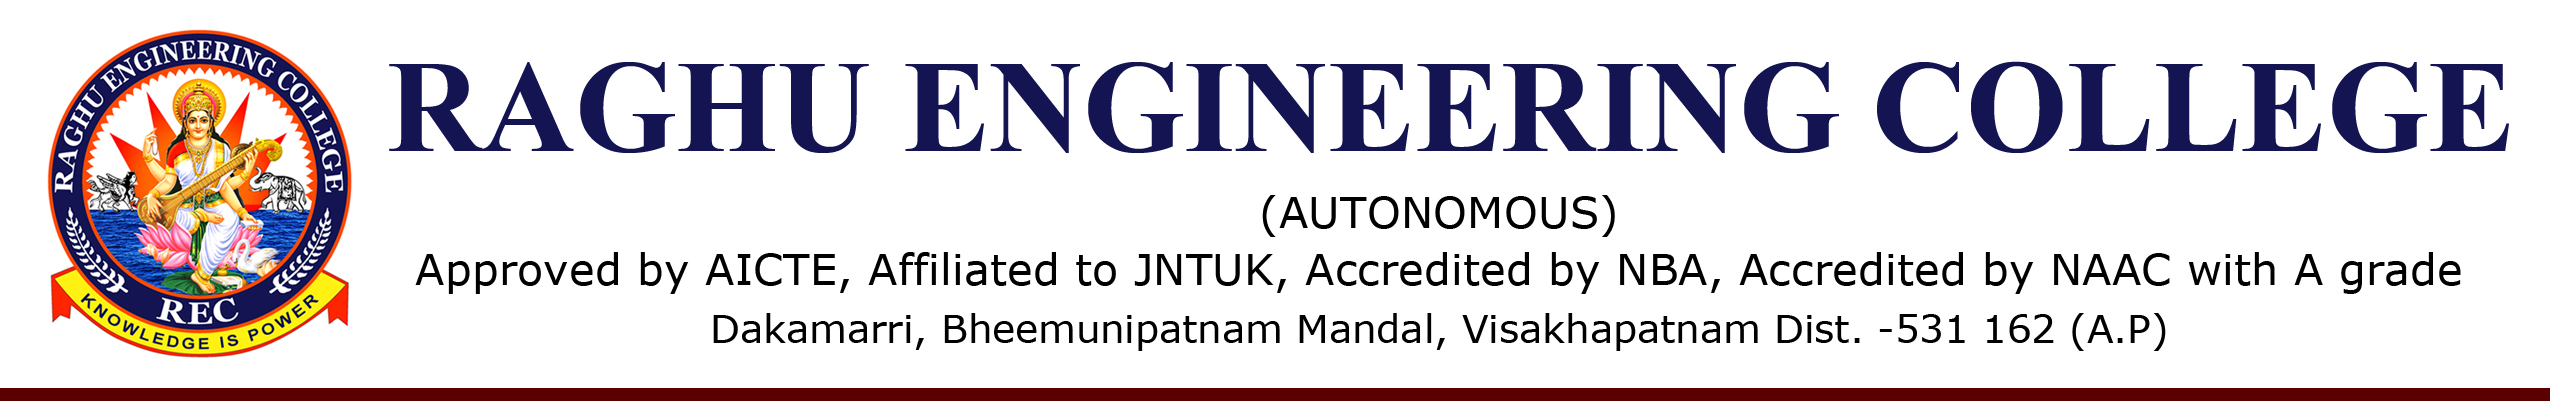 RAGHU ENGINEERING COLLEGE
REC
KNOWLEDGE IS POWER
RAGHU ENGINEERING COLLEGE
(AUTONOMOUS)
Approved by AICTE, Affiliated to JNTUK, Accredited by NBA, Accredited by NAAC with A grade
Dakamarri, Bheemunipatnam Mandal, Visakhapatnam Dist. -531 162 (A.P)